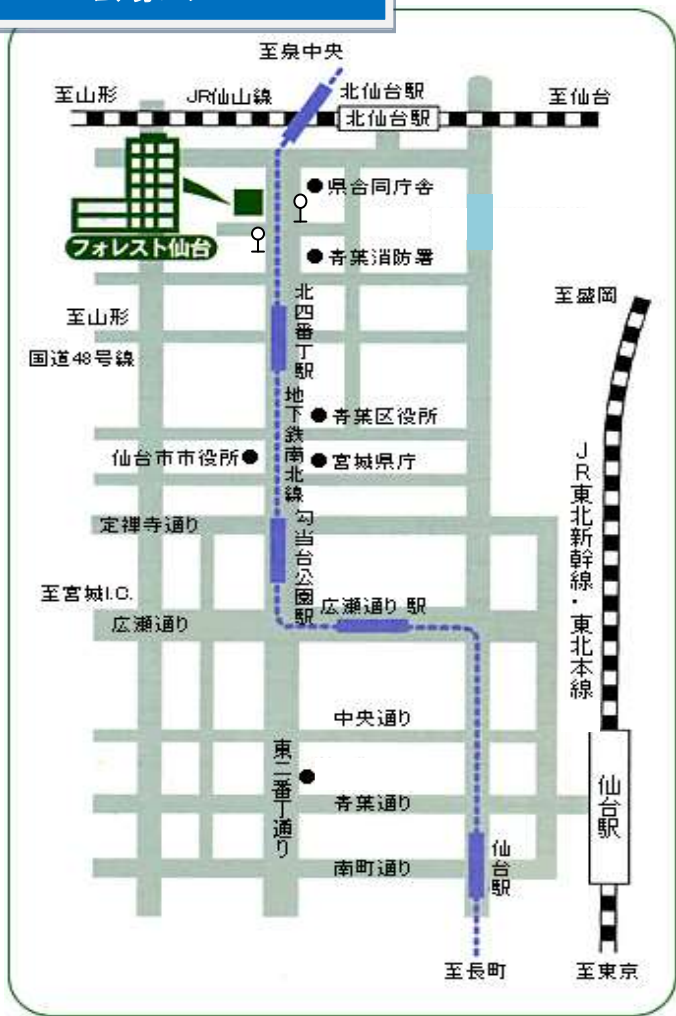 至泉中央
至山形
JR仙山線
北仙台駅
至仙台
北仙台駅
県合同庁舎
フォレスト仙台
青葉消防署
至盛岡
至山形
国道48号線
北四番丁駅
地下鉄南北線
青葉区役所
仙台市市役所
宮城県庁
JR東北新幹線・東北本線
定禅寺通り
勾当台公園駅
至宮城I.C.
広瀬通り駅
広瀬通り
中央通り
東二番丁通り
青葉通り
仙台駅
南町通り
仙台駅
至長町
至東京